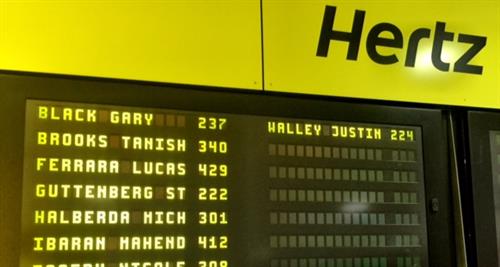 Hertz
BLACK GARY 237
BROOKS TANISH 340
FERRARA LUCAS 429
GUTTENBERG ST 222
HALBERDA MICH 301
IBARAN MAHEND 412
WALLEY JUSTIN 224